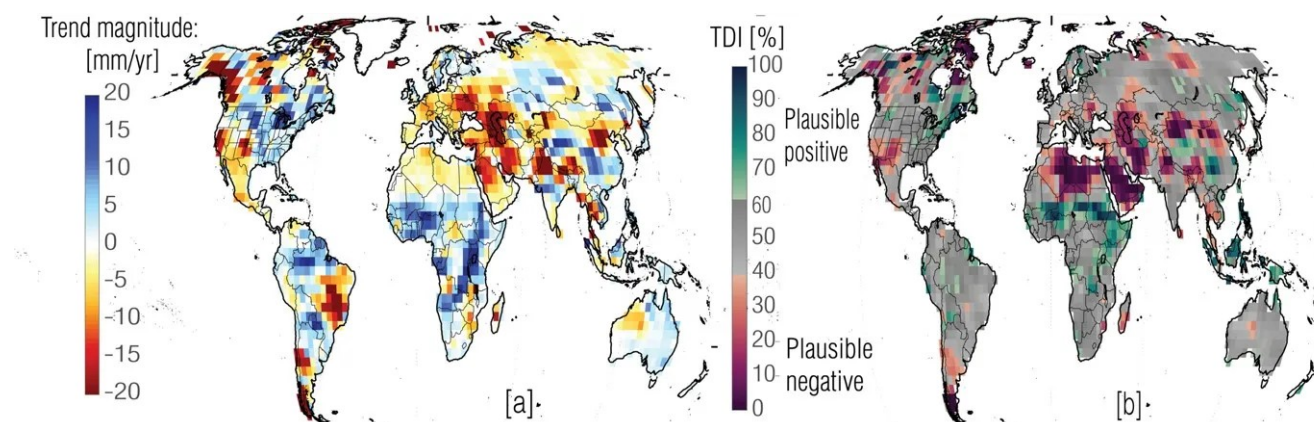 Trend magnitude:
[mm/yr]
20
15
10
5
0
-5
-10
-15
-20
[a]
TDI [%]
100
90
80
70
60
50
40
30
20
10
0
Plausible
positive
Plausible
negative
[b]